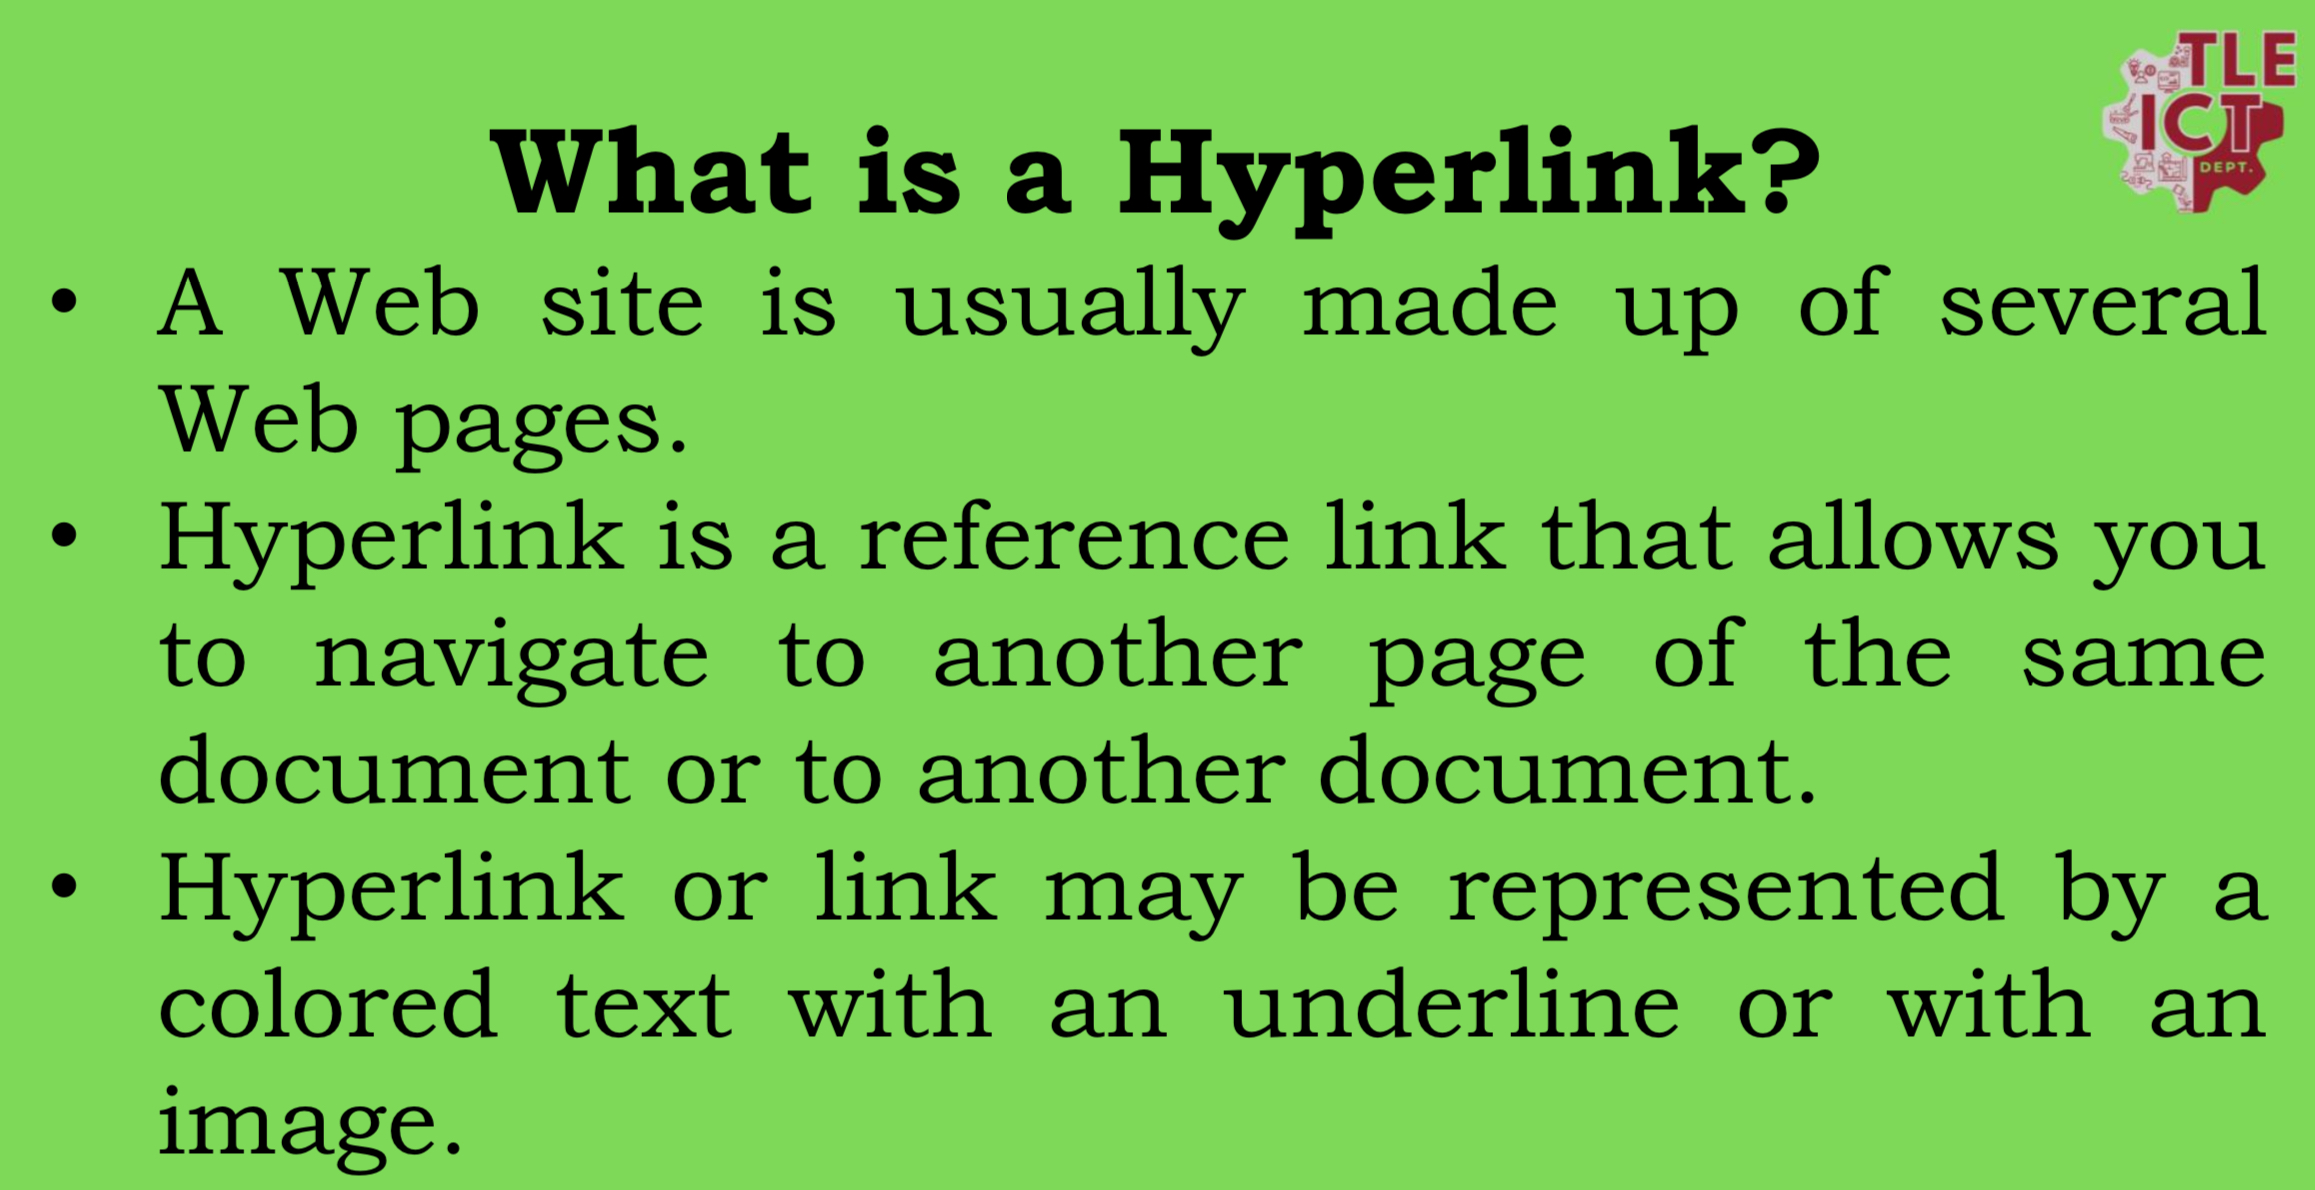 TLE
ICT
DEPT.
What is a Hyperlink?
• A Web site is usually made up of several
Web pages.
• Hyperlink is a reference link that allows you
to navigate to another page of the same
document or to another document.
• Hyperlink or link may be represented by a
colored text with an underline or with an
image.